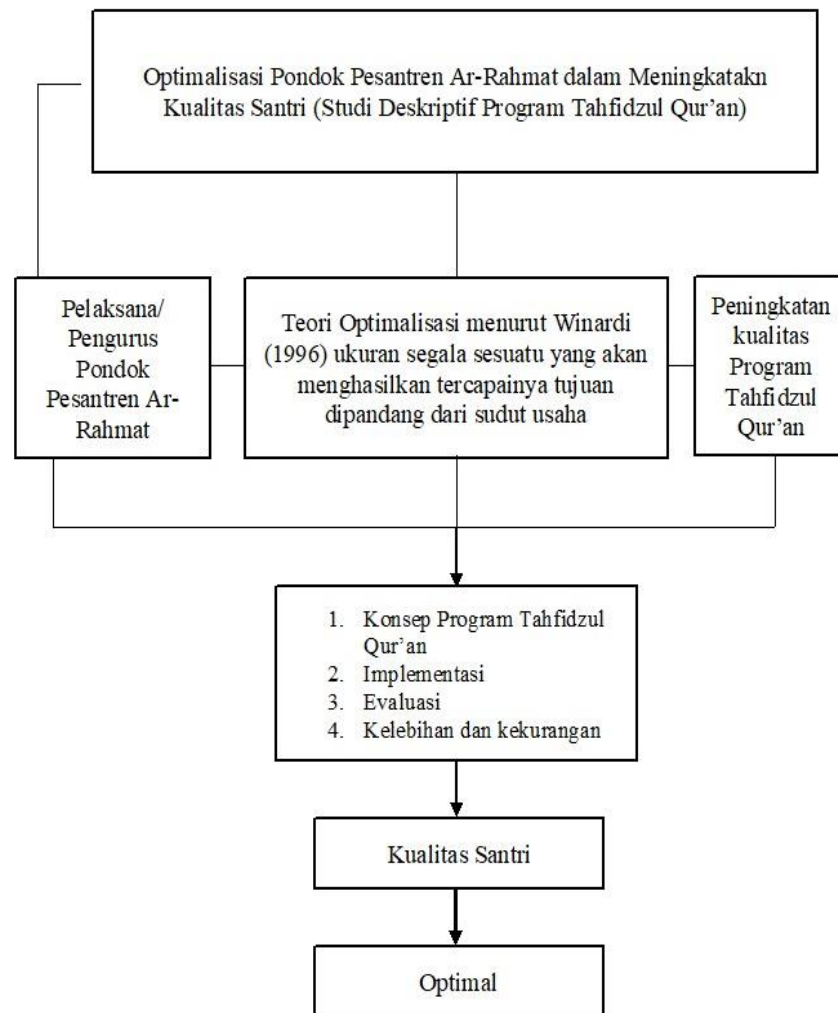 Optimalisasi Pondok Pesantren Ar-Rahmat dalam Meningkatakn
Kualitas Santri (Studi Deskriptif Program Tahfidzul Qur’an)
Pelaksana/
Pengurus
Pondok
Pesantren Ar-
Rahmat
Teori Optimalisasi menurut Winardi
(1996) ukuran segala sesuatu yang akan
menghasilkan tercapainya tujuan
dipandang dari sudut usaha
Peningkatan
kualitas
Program
Tahfidzul
Qur’an
1. Konsep Program Tahfidzul
Qur’an
2. Implementasi
3. Evaluasi
4. Kelebihan dan kekurangan
Kualitas Santri
Optimal